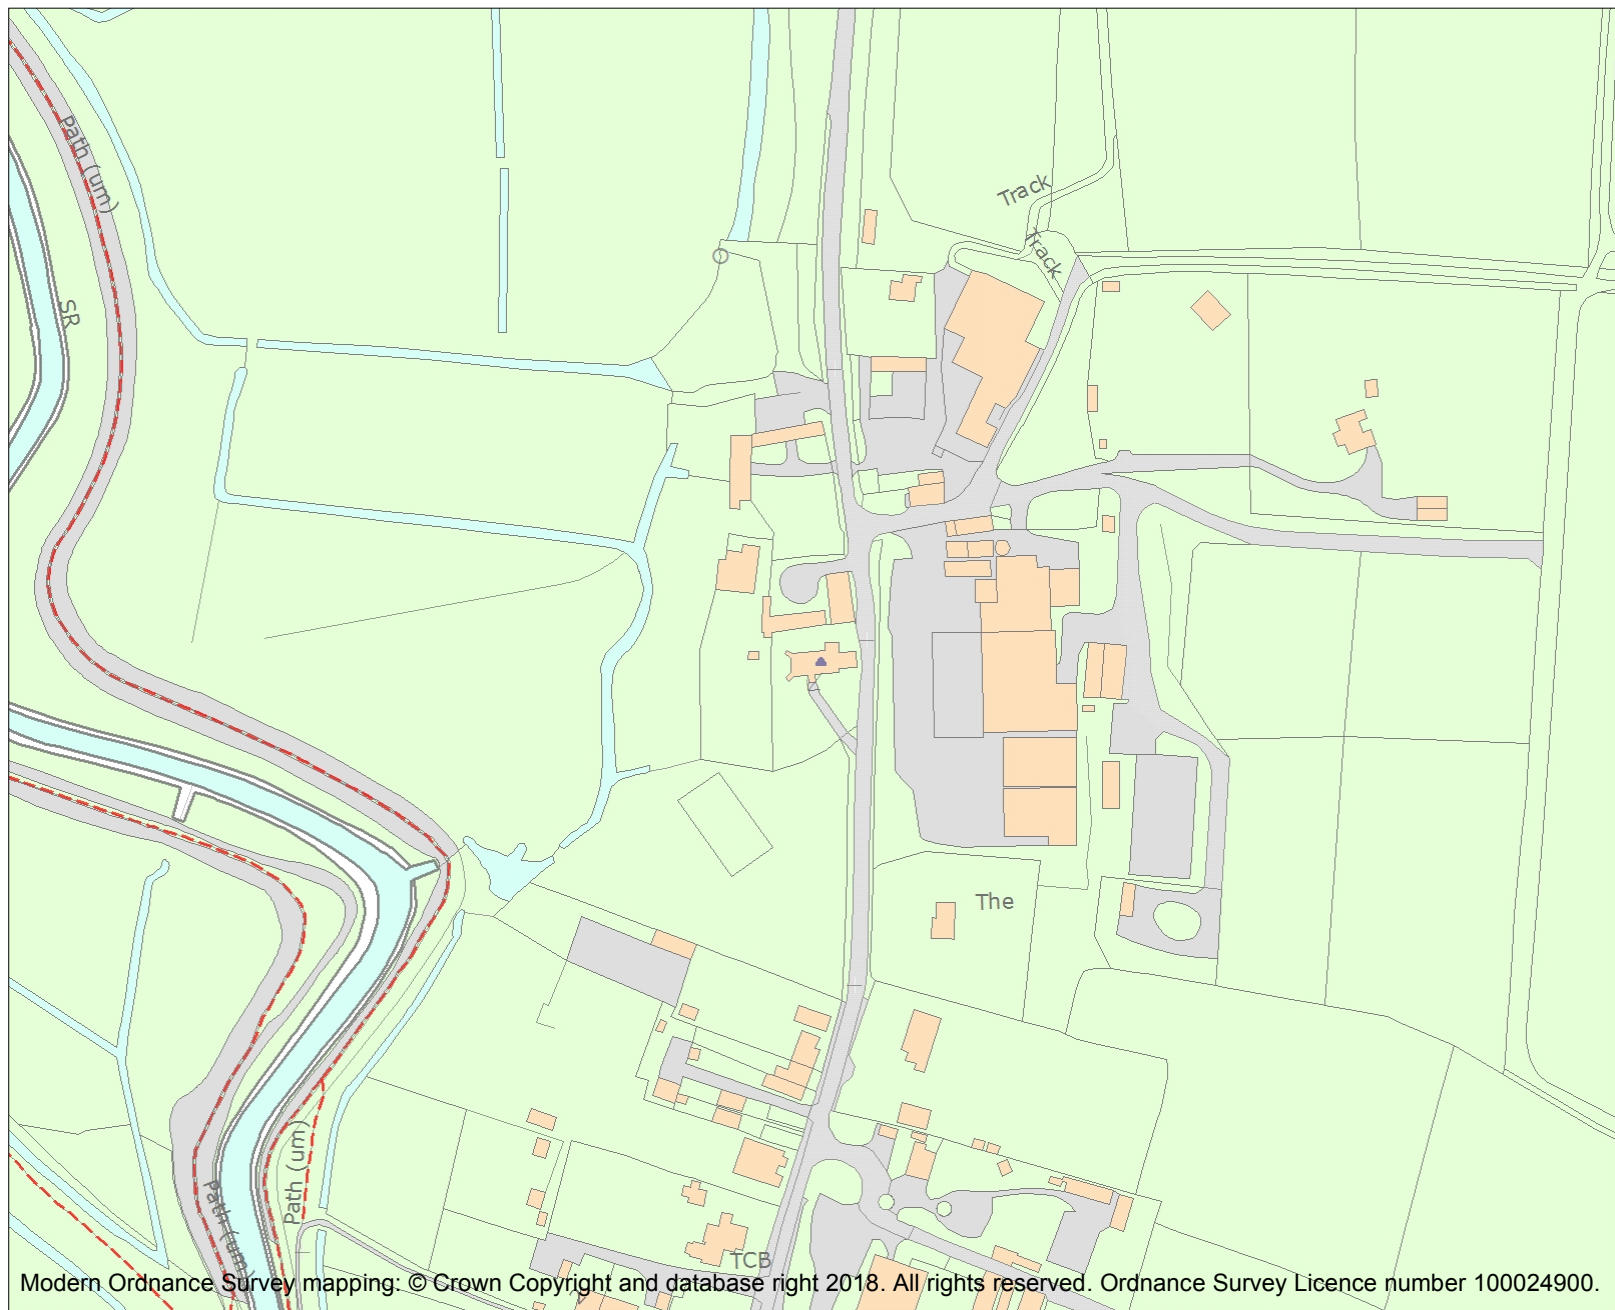 Path (um)
Track
Track
SR
The
Path (um)
Path (um)
TCB
Modern Ordnance Survey mapping: © Crown Copyright and database right 2018. All rights reserved. Ordnance Survey Licence number 100024900.